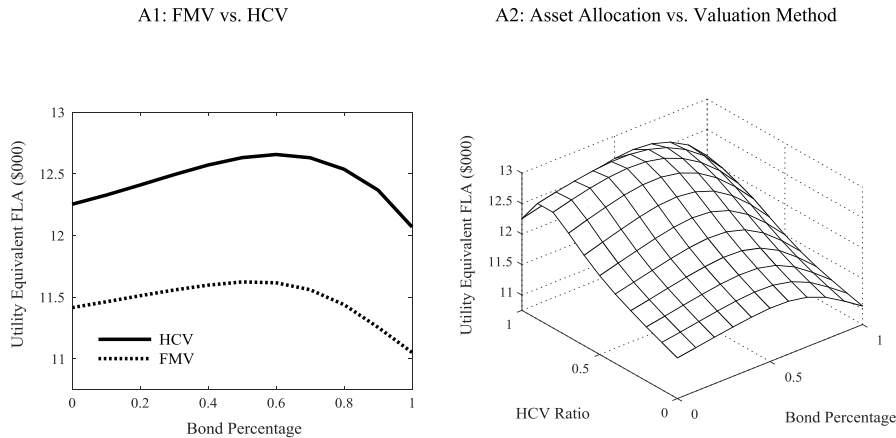 A1: FMV vs. HCV
A2: Asset Allocation vs. Valuation Method
Utility Equivalent FLA ($000)
13
12.5
12
11.5
11
HCV
FMV
0
0.2
0.4
0.6
0.8
1
Bond Percentage
Utility Equivalent FLA ($000)
13
12.5
12
11.5
11
1
0.5
0
HCV Ratio
0
0.5
1
Bond Percentage